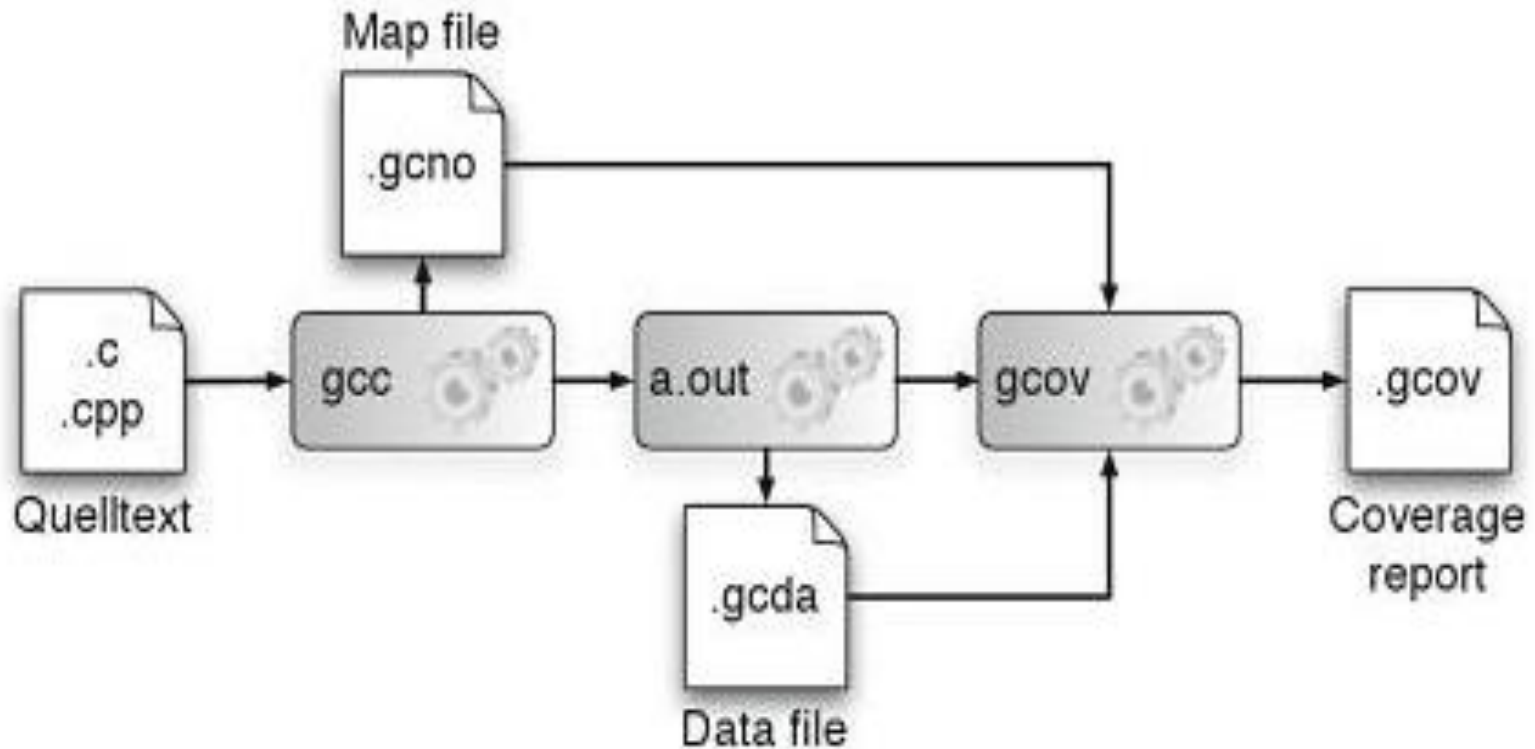 Map file
.gcno
.c
.cpp
Quelltext
gcc
a.out
gcov
.gcov
Coverage
report
.gcda
Data file